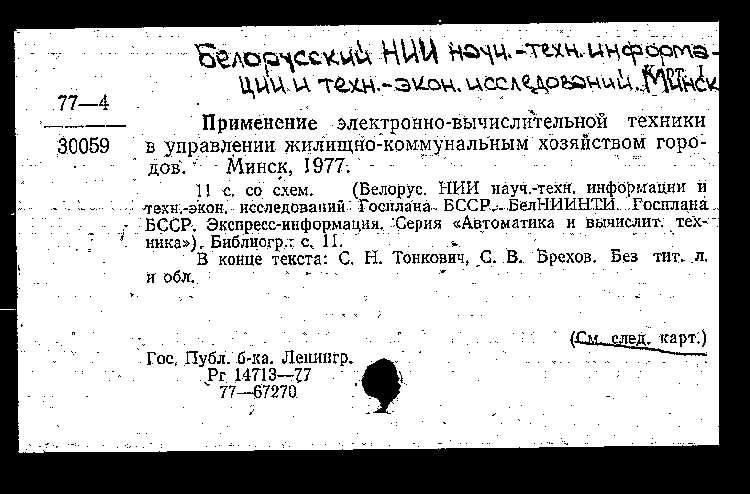 Белорусский НИИ научн.-техн. информа-
ции и техн.-экон. исследований. Минск
77—4
30059
Применение электронно-вычислительной техники
в управлении жилищно-коммунальным хозяйством горо-
дов. Минск, 1977.
11 с. со схем. (Белорус. НИИ науч.-техн. информации и
техн.-экон. исследований Госплана БССР. БелНИИНТИ Госплана
БССР. Экспресс-информация. Серия «Автоматика и вычислит. тех-
ника»). Библиогр.: с. 11.
В конце текста: С. Н. Тонкович, С. В. Брехов. Без тит. л.
и обл.
(См. след. карт.)
Гос. Публ. б-ка. Ленингр.
Рг 14713—77
77—67270